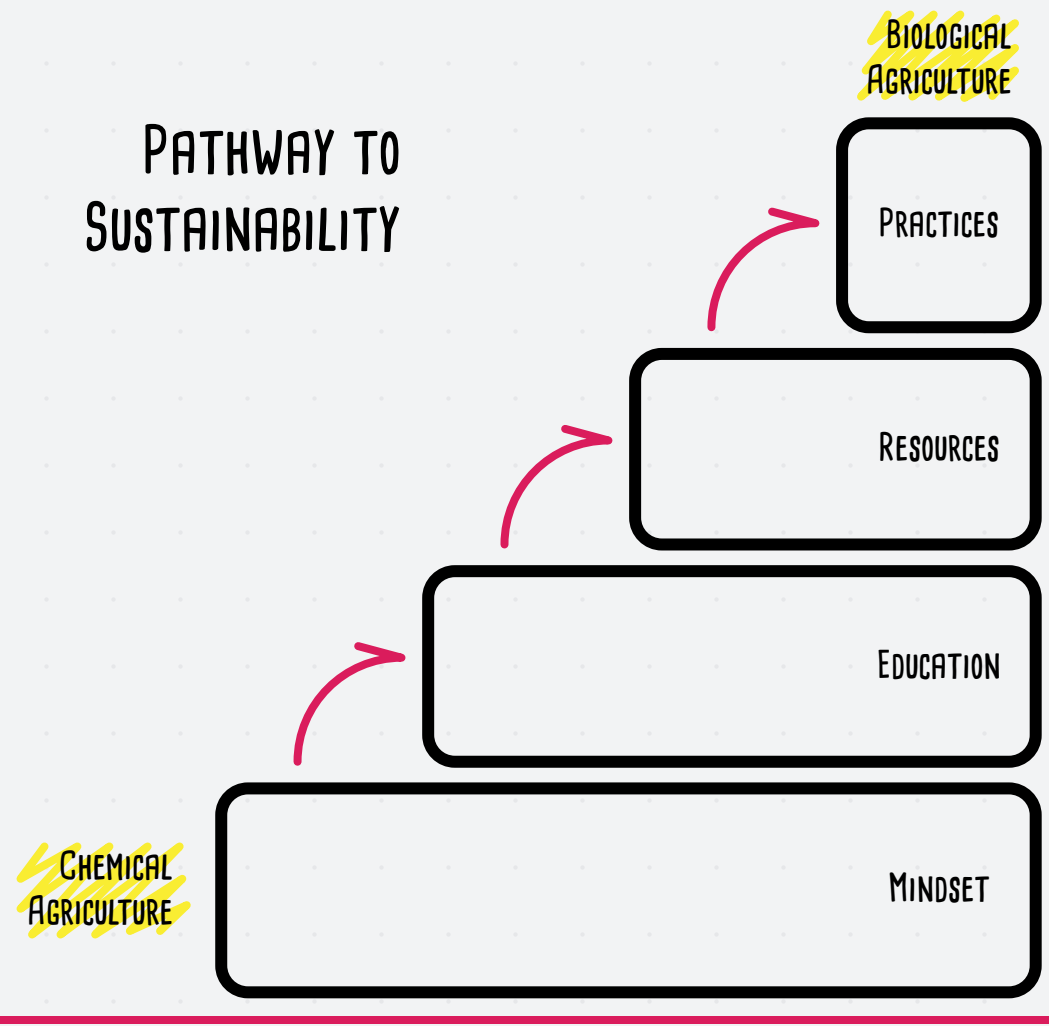 Biological
Agriculture
Pathway to
Sustainability
Practices
Resources
Education
Mindset
Chemical
Agriculture